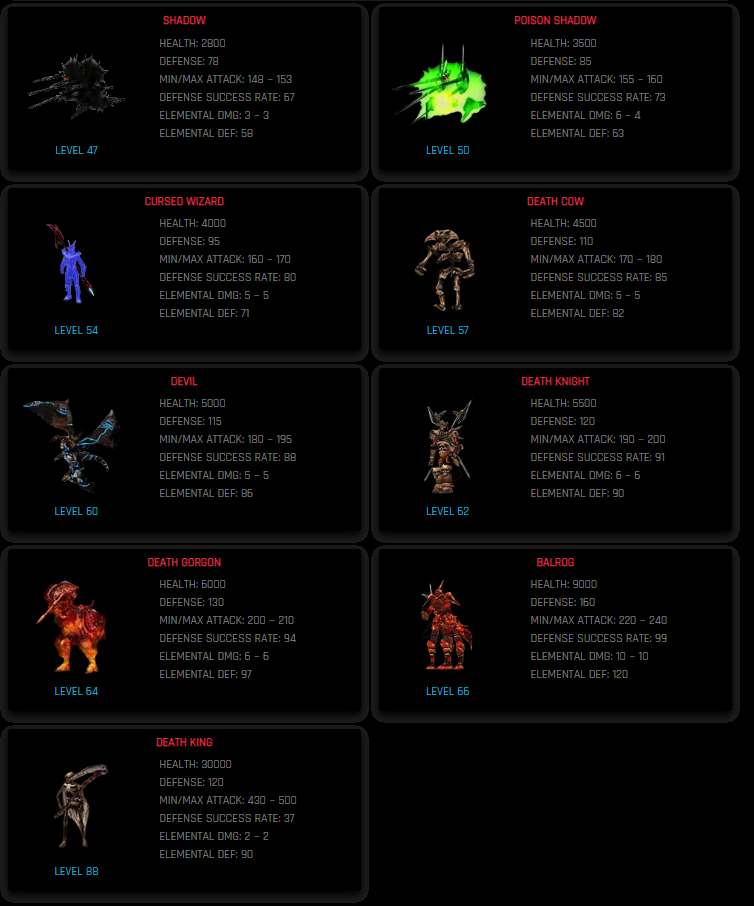 SHADOW
HEALTH: 2800
DEFENSE: 78
MIN/MAX ATTACK: 148 – 153
DEFENSE SUCCESS RATE: 67
ELEMENTAL DMG: 3 – 3
ELEMENTAL DEF: 58
LEVEL 47
POISON SHADOW
HEALTH: 3500
DEFENSE: 85
MIN/MAX ATTACK: 155 – 160
DEFENSE SUCCESS RATE: 73
ELEMENTAL DMG: 6 – 4
ELEMENTAL DEF: 63
LEVEL 50
CURSED WIZARD
HEALTH: 4000
DEFENSE: 95
MIN/MAX ATTACK: 160 – 170
DEFENSE SUCCESS RATE: 80
ELEMENTAL DMG: 5 – 5
ELEMENTAL DEF: 71
LEVEL 54
DEATH COW
HEALTH: 4500
DEFENSE: 110
MIN/MAX ATTACK: 170 – 180
DEFENSE SUCCESS RATE: 85
ELEMENTAL DMG: 5 – 5
ELEMENTAL DEF: 82
LEVEL 57
DEVIL
HEALTH: 5000
DEFENSE: 115
MIN/MAX ATTACK: 180 – 195
DEFENSE SUCCESS RATE: 88
ELEMENTAL DMG: 5 – 5
ELEMENTAL DEF: 86
LEVEL 60
DEATH KNIGHT
HEALTH: 5500
DEFENSE: 120
MIN/MAX ATTACK: 190 – 200
DEFENSE SUCCESS RATE: 91
ELEMENTAL DMG: 6 – 6
ELEMENTAL DEF: 90
LEVEL 62
DEATH GORGON
HEALTH: 6000
DEFENSE: 130
MIN/MAX ATTACK: 200 – 210
DEFENSE SUCCESS RATE: 94
ELEMENTAL DMG: 6 – 6
ELEMENTAL DEF: 97
LEVEL 64
BALROG
HEALTH: 9000
DEFENSE: 160
MIN/MAX ATTACK: 220 – 240
DEFENSE SUCCESS RATE: 99
ELEMENTAL DMG: 10 – 10
ELEMENTAL DEF: 120
LEVEL 66
DEATH KING
HEALTH: 30000
DEFENSE: 120
MIN/MAX ATTACK: 430 – 500
DEFENSE SUCCESS RATE: 37
ELEMENTAL DMG: 2 – 2
ELEMENTAL DEF: 90
LEVEL 88